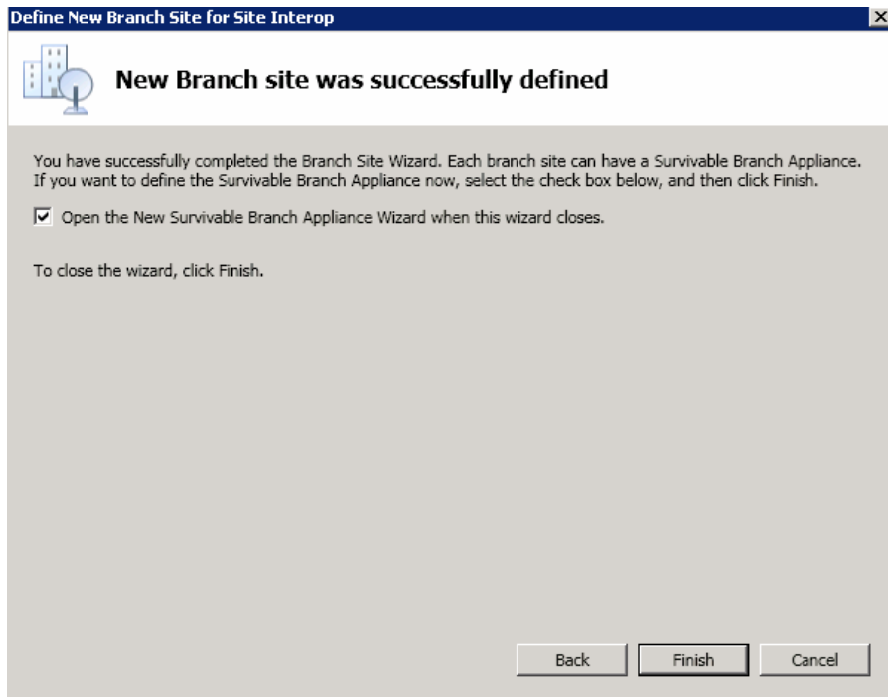 Define New Branch Site for Site Interop
New Branch site was successfully defined
You have successfully completed the Branch Site Wizard. Each branch site can have a Survivable Branch Appliance.
If you want to define the Survivable Branch Appliance now, select the check box below, and then click Finish.
Open the New Survivable Branch Appliance Wizard when this wizard closes.
To close the wizard, click Finish.
Back Finish Cancel